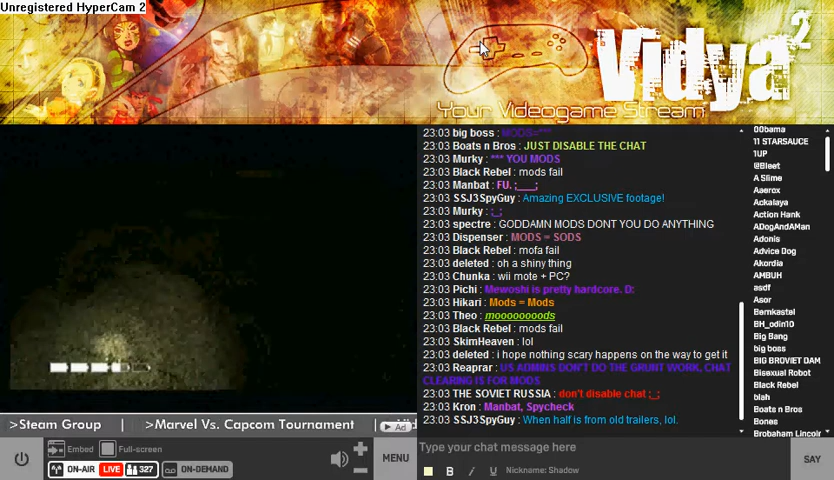 Unregistered HyperCam 2
Vidya²
Your Videogame Stream
23:03 big boss : MODS=***
23:03 Boats n Bros : JUST DISABLE THE CHAT
23:03 Murky : *** YOU MODS
23:03 Black Rebel : mods fail
23:03 Manbat : FU. ;___;
23:03 SSJ3SpyGuy : Amazing EXCLUSIVE footage!
23:03 Murky : ;_;
23:03 spectre : GODDAMN MODS DONT YOU DO ANYTHING
23:03 Dispenser : MODS = SODS
23:03 Black Rebel : mofa fail
23:03 deleted : oh a shiny thing
23:03 Chunka : wii mote + PC?
23:03 Pichi : Mewoshi is pretty hardcore. D:
23:03 Hikari : Mods = Mods
23:03 Theo : moooooooods
23:03 Black Rebel : mods fail
23:03 SkimHeaven : lol
23:03 deleted : i hope nothing scary happens on the way to get it
23:03 Reaprar : US ADMINS DON'T DO THE GRUNT WORK. CHAT
CLEARING IS FOR MODS
23:03 THE SOVIET RUSSIA : don't disable chat ;_;
23:03 Kron : Manbat, Spycheck
23:03 SSJ3SpyGuy : When half is from old trailers, lol.
00bama
11 STARSAUCE
1UP
@Bleet
A Slime
Aaerox
Ackalaya
Action Hank
ADogAndAMan
Adonis
Advice Dog
Akordia
AMBUH
asdf
Asor
Bernkastel
BH_odin10
Big Bang
big boss
BIG BROVIET DAM
Bisexual Robot
Black Rebel
blah
Boats n Bros
Bobaham Lincoln
>Steam Group
>Marvel Vs. Capcom Tournament
Ad
Embed
Full-screen
ON-AIR
LIVE
327
ON-DEMAND
MENU
Type your chat message here
B I U Nickname: Shadow
SAY